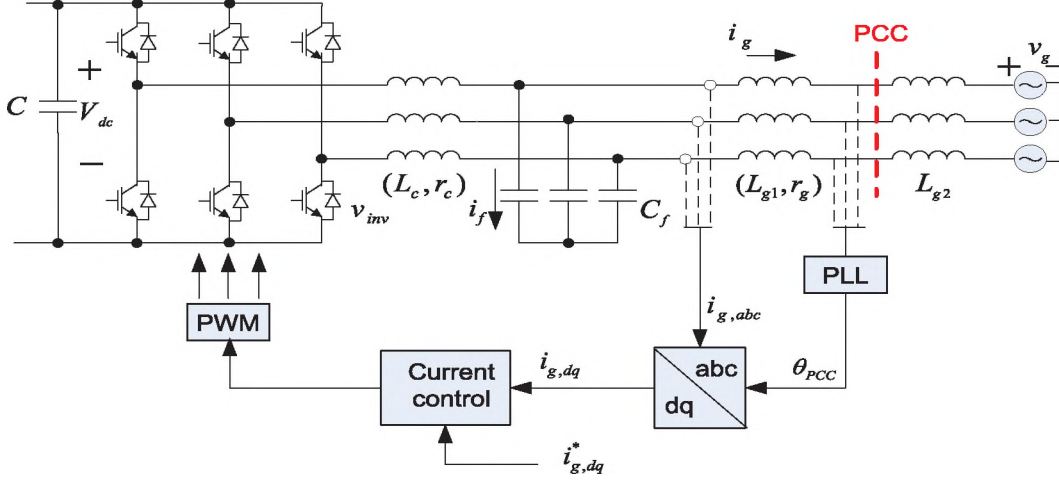 i_g
PCC
v_g
+
−
+
C
V_dc
−
(L_c, r_c)
v_inv
i_f
C_f
(L_g1, r_g)
L_g2
PLL
PWM
i_g,abc
Current
control
i_g,dq
abc
dq
θ_PCC
i*_g,dq